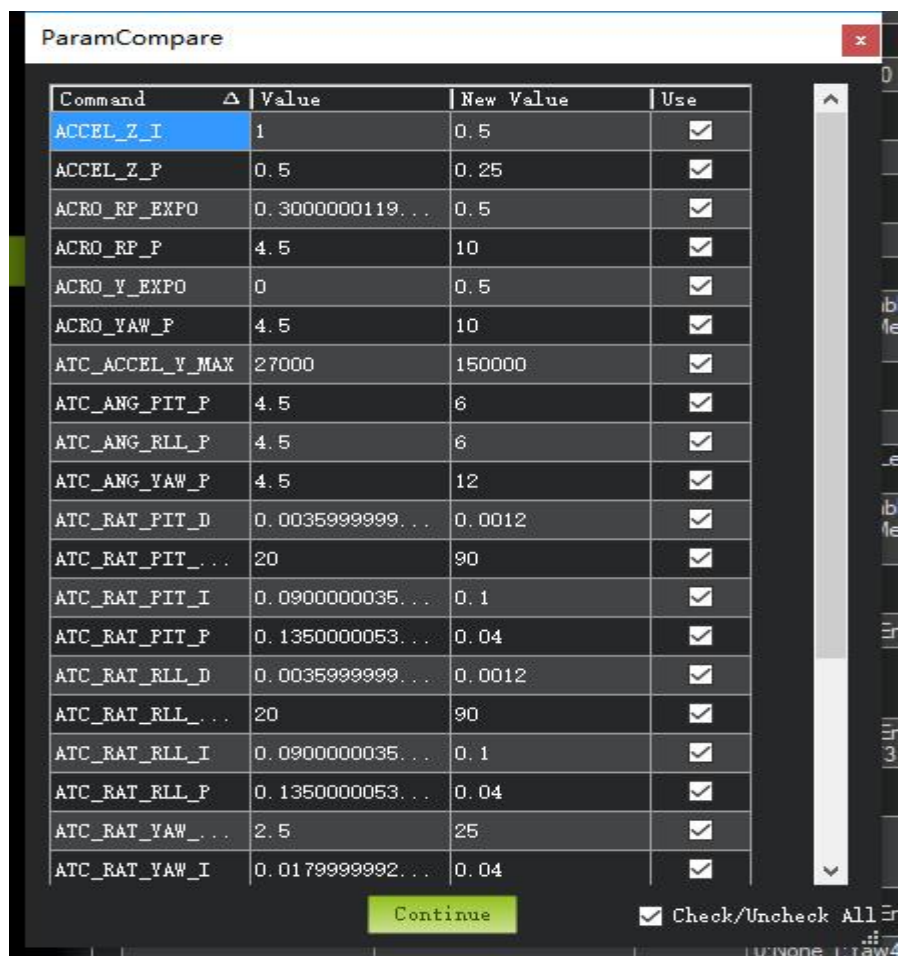 ParamCompare
Command Value New Value Use
ACCEL_Z_I 1 0.5
ACCEL_Z_P 0.5 0.25
ACRO_RP_EXPO 0.3000000119... 0.5
ACRO_RP_P 4.5 10
ACRO_Y_EXPO 0 0.5
ACRO_YAW_P 4.5 10
ATC_ACCEL_Y_MAX 27000 150000
ATC_ANG_PIT_P 4.5 6
ATC_ANG_RLL_P 4.5 6
ATC_ANG_YAW_P 4.5 12
ATC_RAT_PIT_D 0.0035999999... 0.0012
ATC_RAT_PIT_... 20 90
ATC_RAT_PIT_I 0.0900000035... 0.1
ATC_RAT_PIT_P 0.1350000053... 0.04
ATC_RAT_RLL_D 0.0035999999... 0.0012
ATC_RAT_RLL_... 20 90
ATC_RAT_RLL_I 0.0900000035... 0.1
ATC_RAT_RLL_P 0.1350000053... 0.04
ATC_RAT_YAW_... 2.5 25
ATC_RAT_YAW_I 0.0179999992... 0.04
Continue Check/Uncheck All